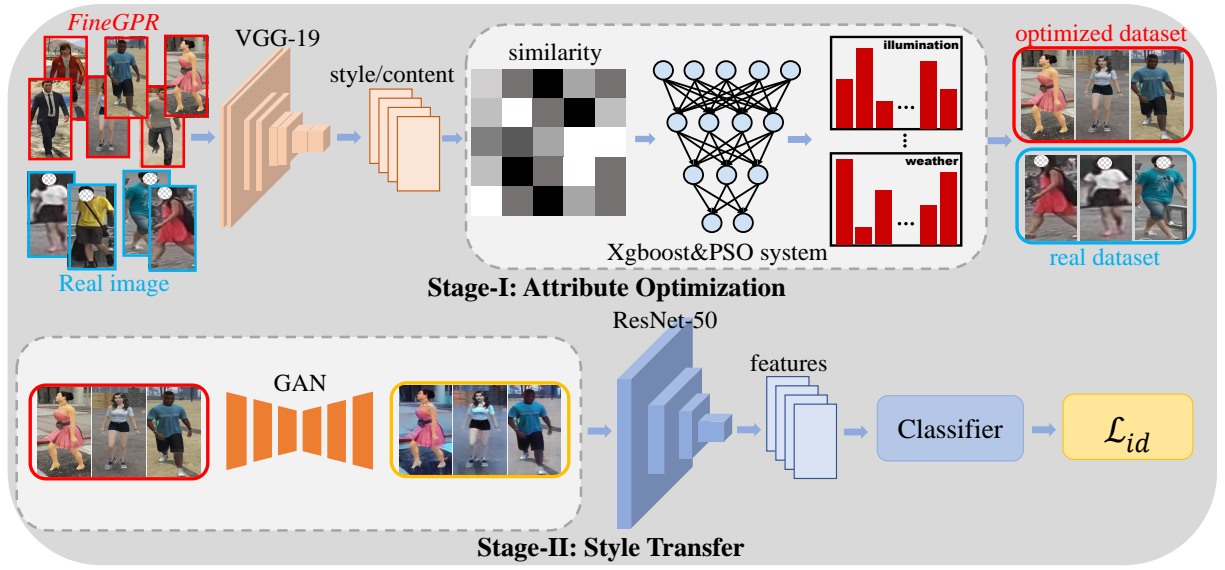 FineGPR
VGG-19
style/content
similarity
illumination
...
...
weather
...
optimized dataset
Xgboost&PSO system
Real image
real dataset
Stage-I: Attribute Optimization
ResNet-50
GAN
features
Classifier
ℒid
Stage-II: Style Transfer